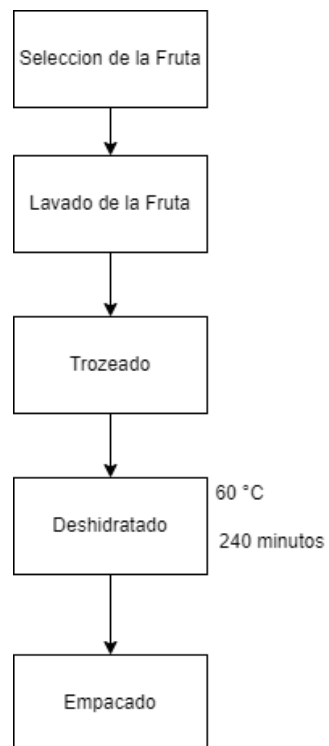 Seleccion de la Fruta
Lavado de la Fruta
Trozeado
60 °C
Deshidratado
240 minutos
Empacado